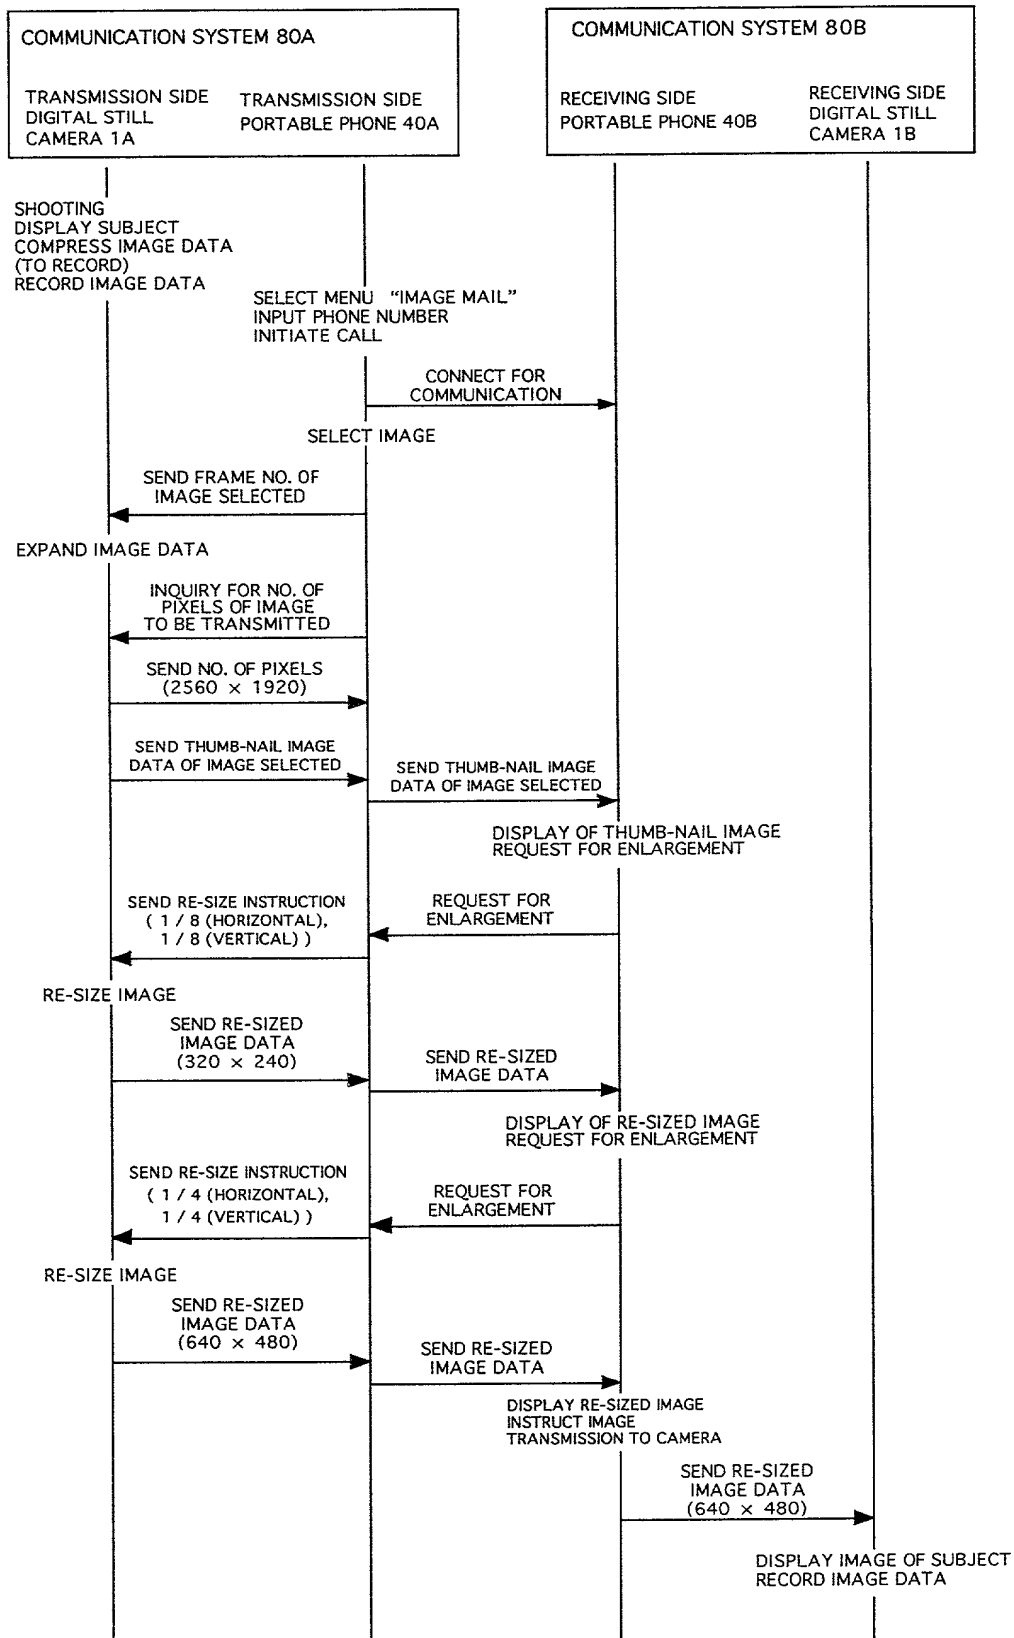 COMMUNICATION SYSTEM 80A
TRANSMISSION SIDE
DIGITAL STILL
CAMERA 1A
TRANSMISSION SIDE
PORTABLE PHONE 40A
COMMUNICATION SYSTEM 80B
RECEIVING SIDE
PORTABLE PHONE 40B
RECEIVING SIDE
DIGITAL STILL
CAMERA 1B
SHOOTING
DISPLAY SUBJECT
COMPRESS IMAGE DATA
(TO RECORD)
RECORD IMAGE DATA
SELECT MENU “IMAGE MAIL”
INPUT PHONE NUMBER
INITIATE CALL
CONNECT FOR
COMMUNICATION
SELECT IMAGE
SEND FRAME NO. OF
IMAGE SELECTED
EXPAND IMAGE DATA
INQUIRY FOR NO. OF
PIXELS OF IMAGE
TO BE TRANSMITTED
SEND NO. OF PIXELS
(2560 × 1920)
SEND THUMB-NAIL IMAGE
DATA OF IMAGE SELECTED
SEND THUMB-NAIL IMAGE
DATA OF IMAGE SELECTED
DISPLAY OF THUMB-NAIL IMAGE
REQUEST FOR ENLARGEMENT
REQUEST FOR
ENLARGEMENT
SEND RE-SIZE INSTRUCTION
( 1 / 8 (HORIZONTAL),
1 / 8 (VERTICAL) )
RE-SIZE IMAGE
SEND RE-SIZED
IMAGE DATA
(320 × 240)
SEND RE-SIZED
IMAGE DATA
DISPLAY OF RE-SIZED IMAGE
REQUEST FOR ENLARGEMENT
REQUEST FOR
ENLARGEMENT
SEND RE-SIZE INSTRUCTION
( 1 / 4 (HORIZONTAL),
1 / 4 (VERTICAL) )
RE-SIZE IMAGE
SEND RE-SIZED
IMAGE DATA
(640 × 480)
SEND RE-SIZED
IMAGE DATA
DISPLAY RE-SIZED IMAGE
INSTRUCT IMAGE
TRANSMISSION TO CAMERA
SEND RE-SIZED
IMAGE DATA
(640 × 480)
DISPLAY IMAGE OF SUBJECT
RECORD IMAGE DATA